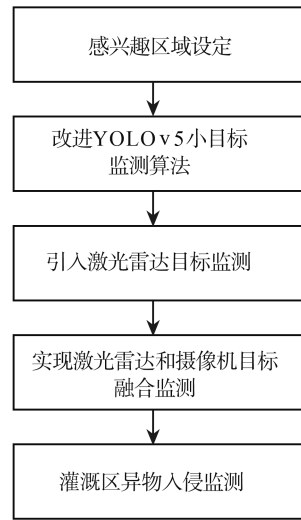 感兴趣区域设定
改进YOLOv5小目标
监测算法
引入激光雷达目标监测
实现激光雷达和摄像机目标
融合监测
灌溉区异物入侵监测